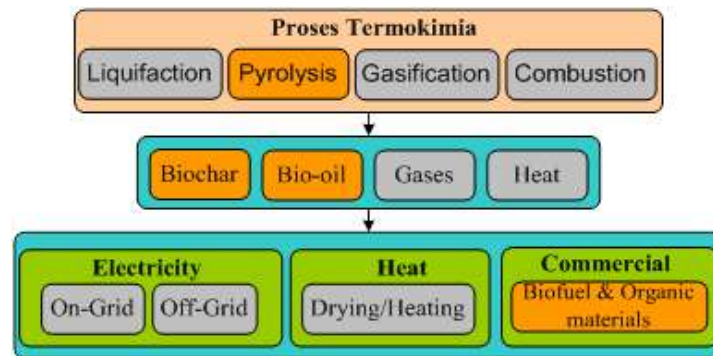 Proses Termokimia
Liquifaction Pyrolysis Gasification Combustion
Biochar Bio-oil Gases Heat
Electricity Heat Commercial
On-Grid Off-Grid Drying/Heating Biofuel & Organic
materials